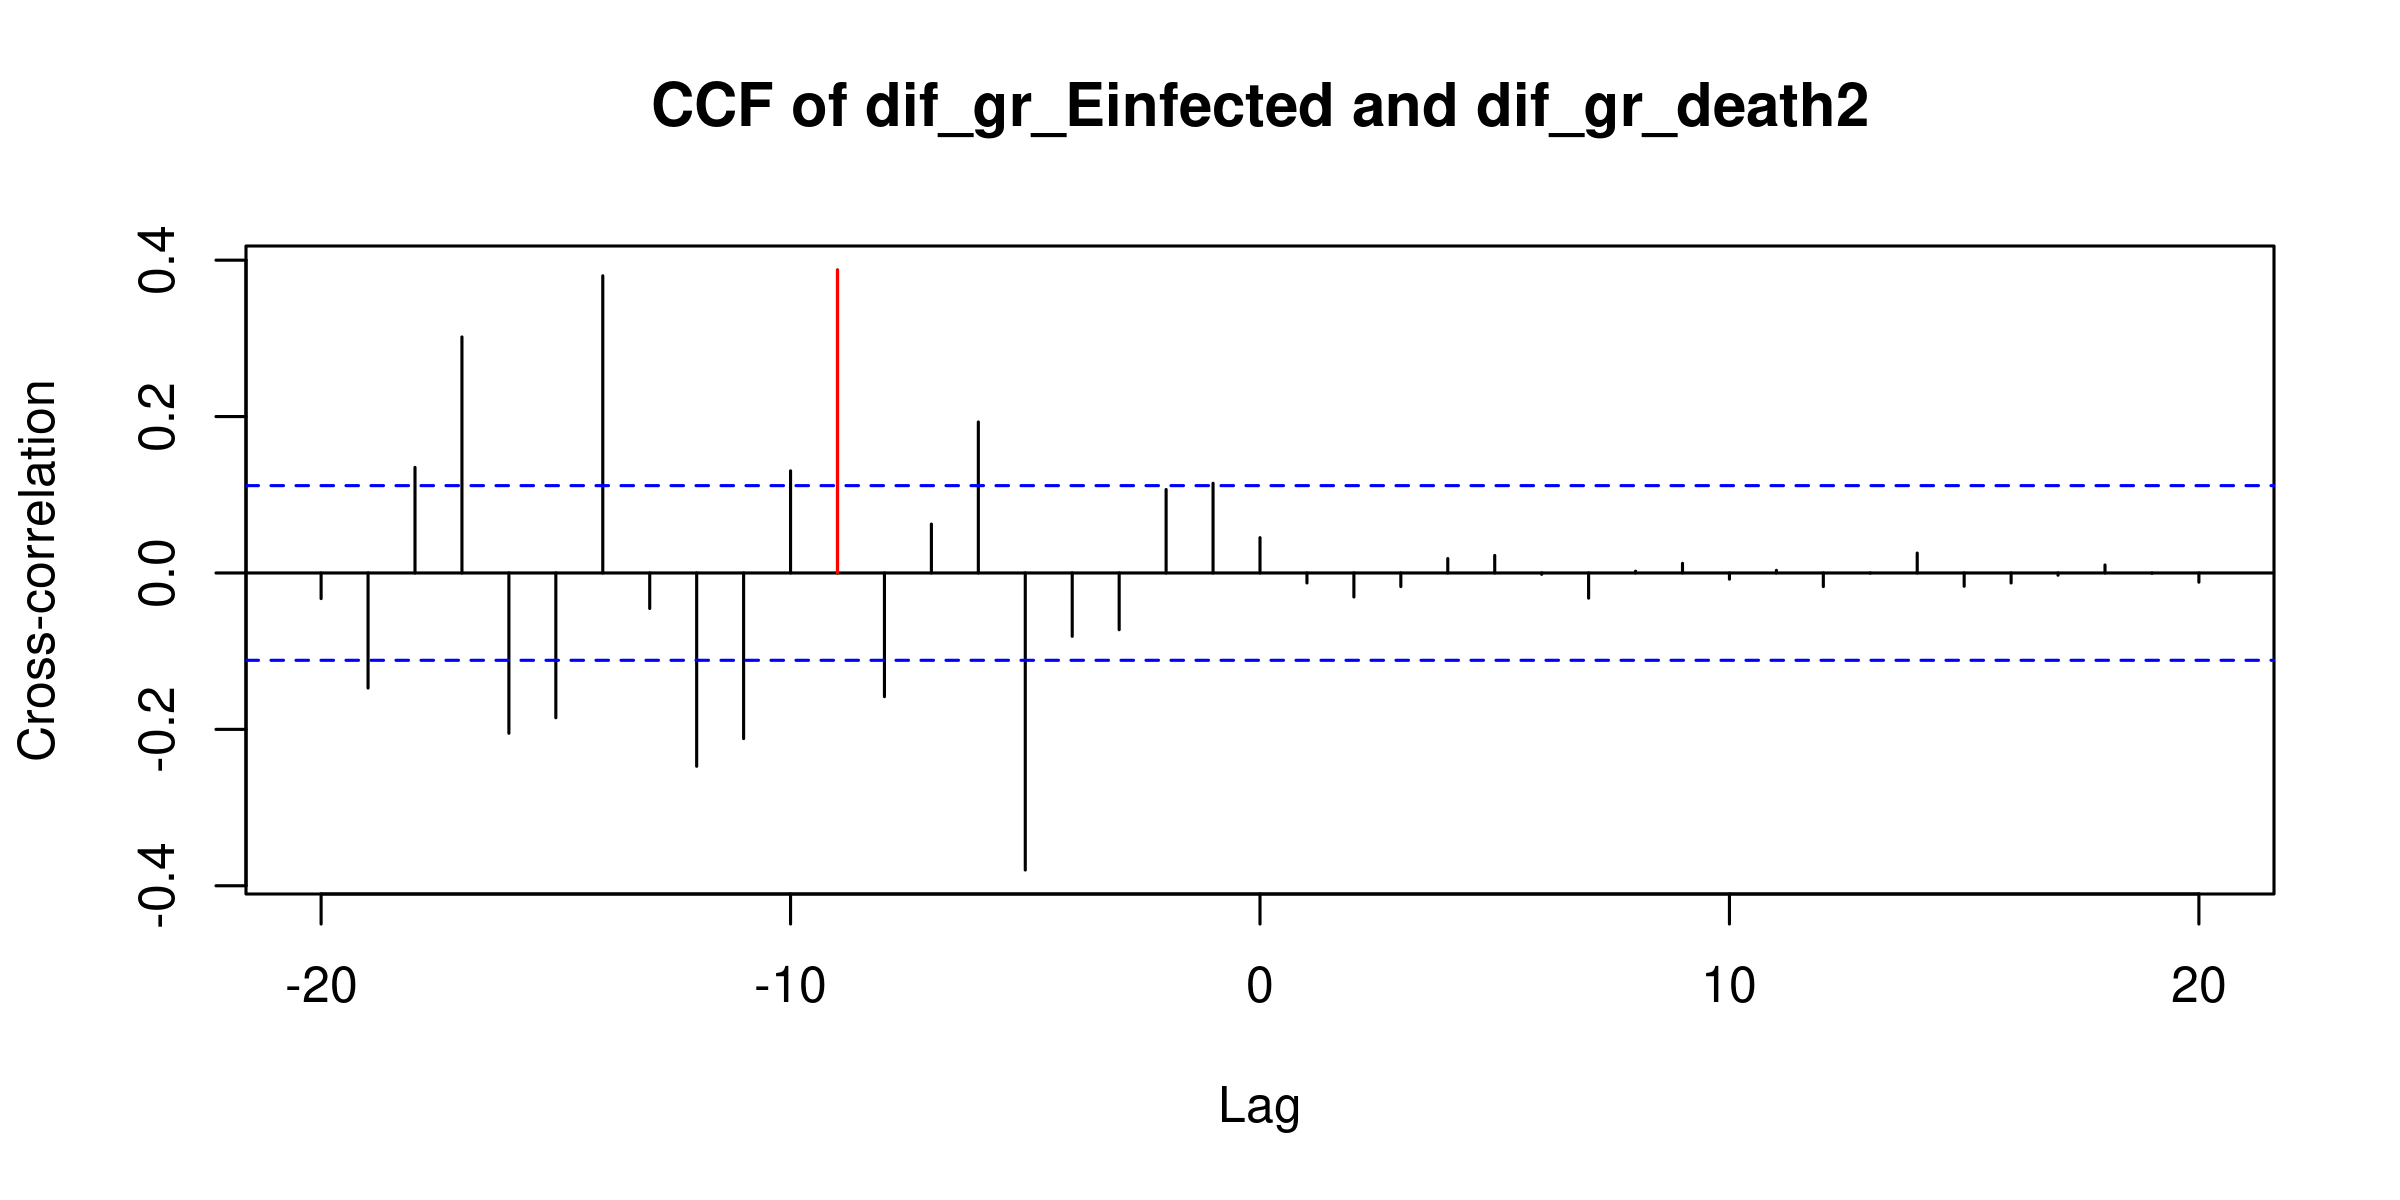 CCF of dif_gr_Einfected and dif_gr_death2
Cross-correlation
0.4
0.2
0.0
-0.2
-0.4
-20 -10 0 10 20
Lag